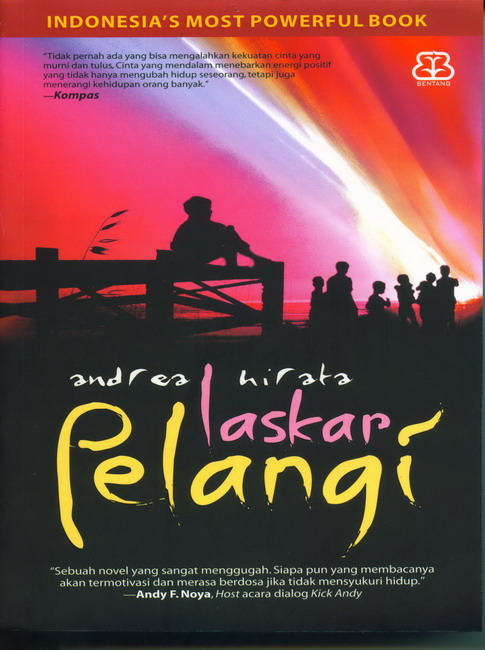 INDONESIA'S MOST POWERFUL BOOK
"Tidak pernah ada yang bisa mengalahkan kekuatan cinta yang
murni dan tulus. Cinta yang mendalam menebarkan energi positif
yang tidak hanya mengubah hidup seseorang, tetapi juga
menerangi kehidupan orang banyak."
—Kompas
BENTANG
andrea hirata
laskar
Pelangi
"Sebuah novel yang sangat menggugah. Siapa pun yang membacanya
akan termotivasi dan merasa berdosa jika tidak mensyukuri hidup."
—Andy F. Noya, Host acara dialog Kick Andy